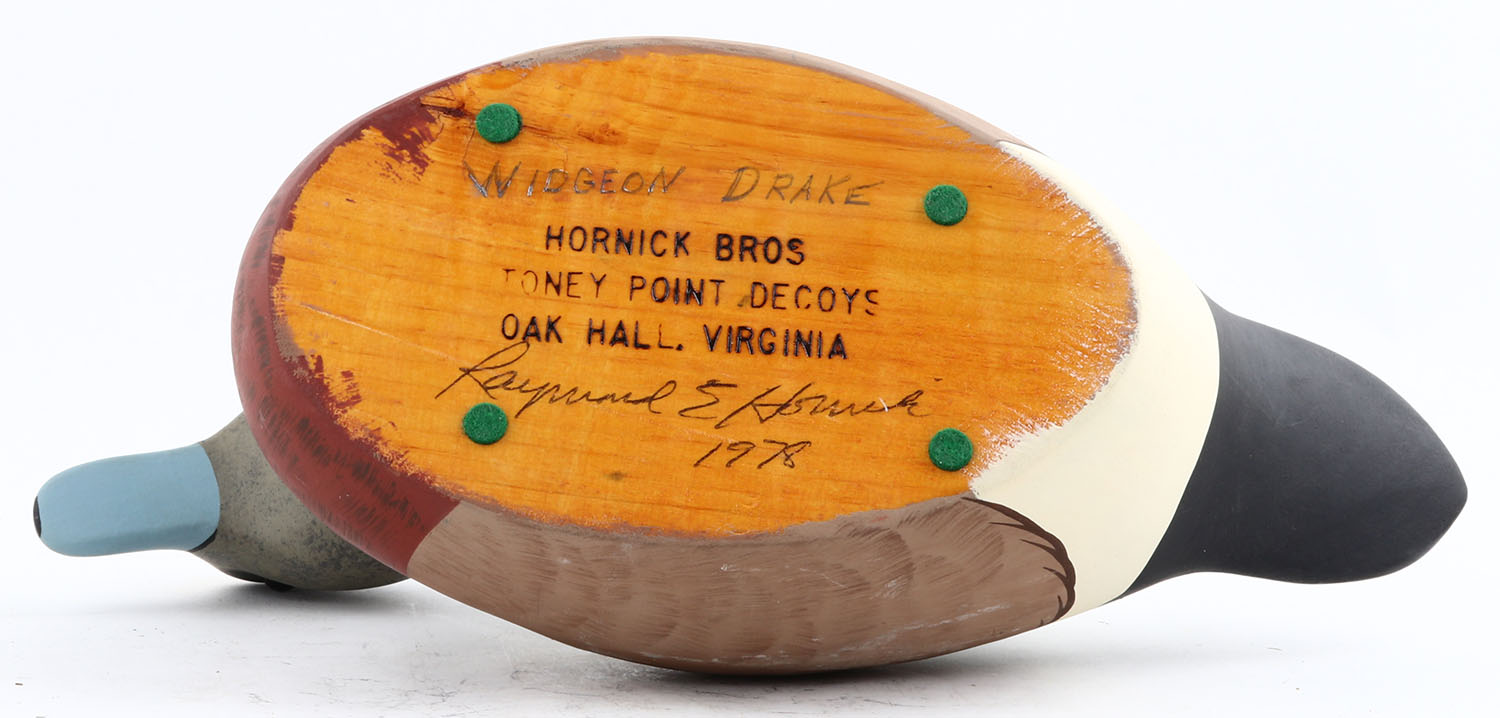 WIDGEON DRAKE
HORNICK BROS
TONEY POINT DECOYS
OAK HALL. VIRGINIA
Raymond E Hornick
1978